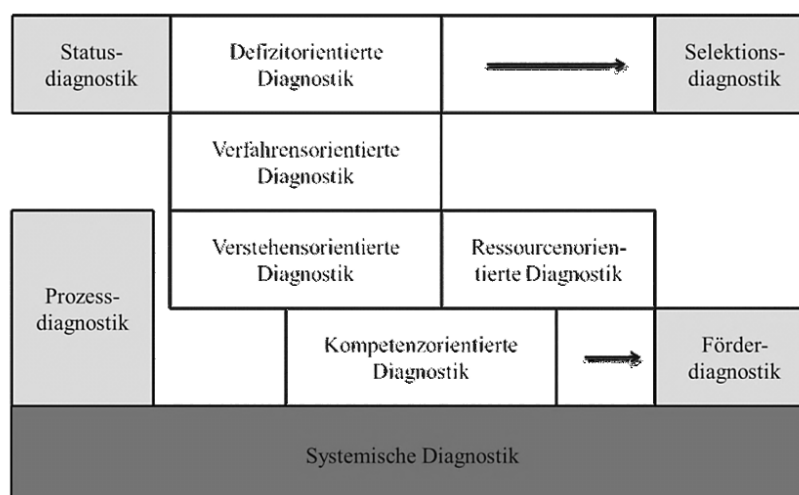 Status-
diagnostik
Defizitorientierte
Diagnostik
Selektions-
diagnostik
Verfahrensorientierte
Diagnostik
Prozess-
diagnostik
Verstehensorientierte
Diagnostik
Ressourcenorien-
tierte Diagnostik
Kompetenzorientierte
Diagnostik
Förder-
diagnostik
Systemische Diagnostik